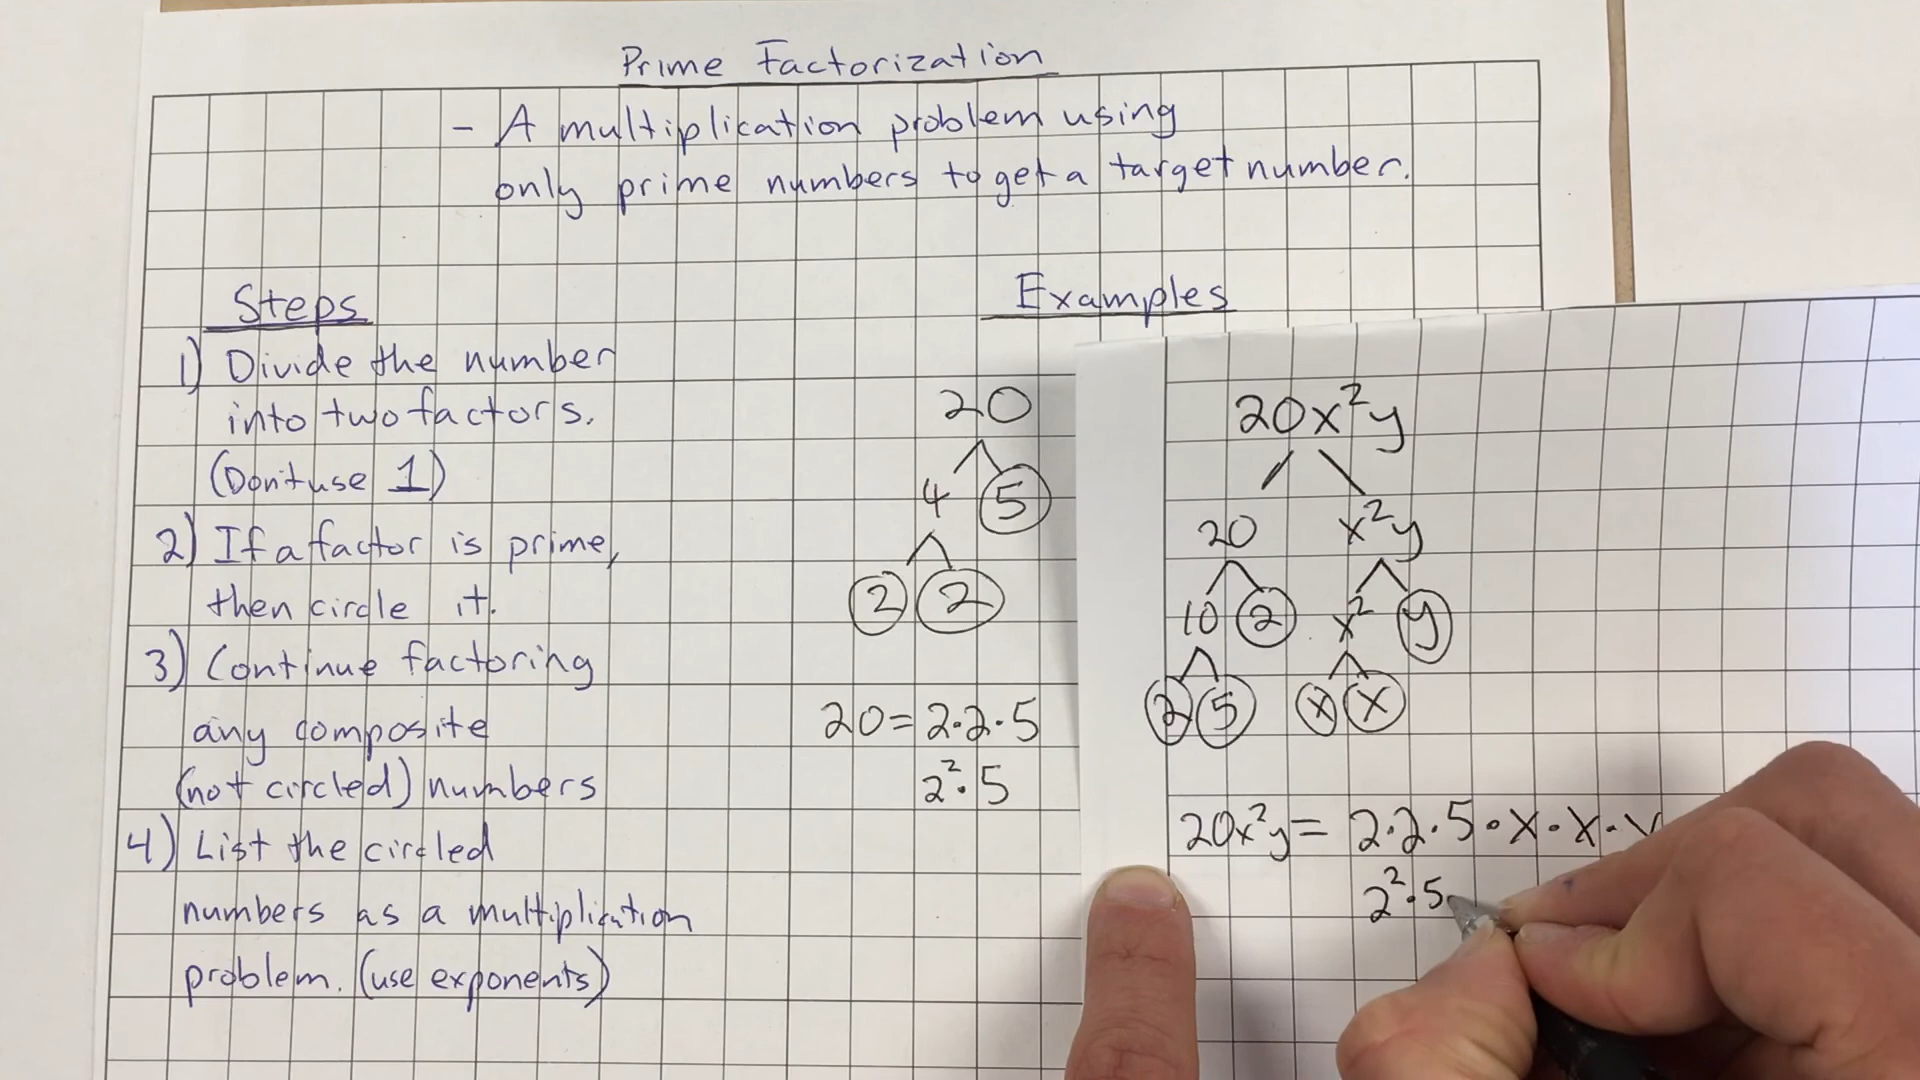 Prime Factorization
- A multiplication problem using
only prime numbers to get a target number.
Steps
1) Divide the number
into two factors.
(Don't use 1)
2) If a factor is prime,
then circle it.
3) Continue factoring
any composite
(not circled) numbers
4) List the circled
numbers as a multiplication
problem. (use exponents)
Examples
20
4 5
2 2
20=2·2·5
2²·5
20x²y
20 x²y
10 2 x² y
2 5 x x
20x²y = 2·2·5·x·x·y
2²·5